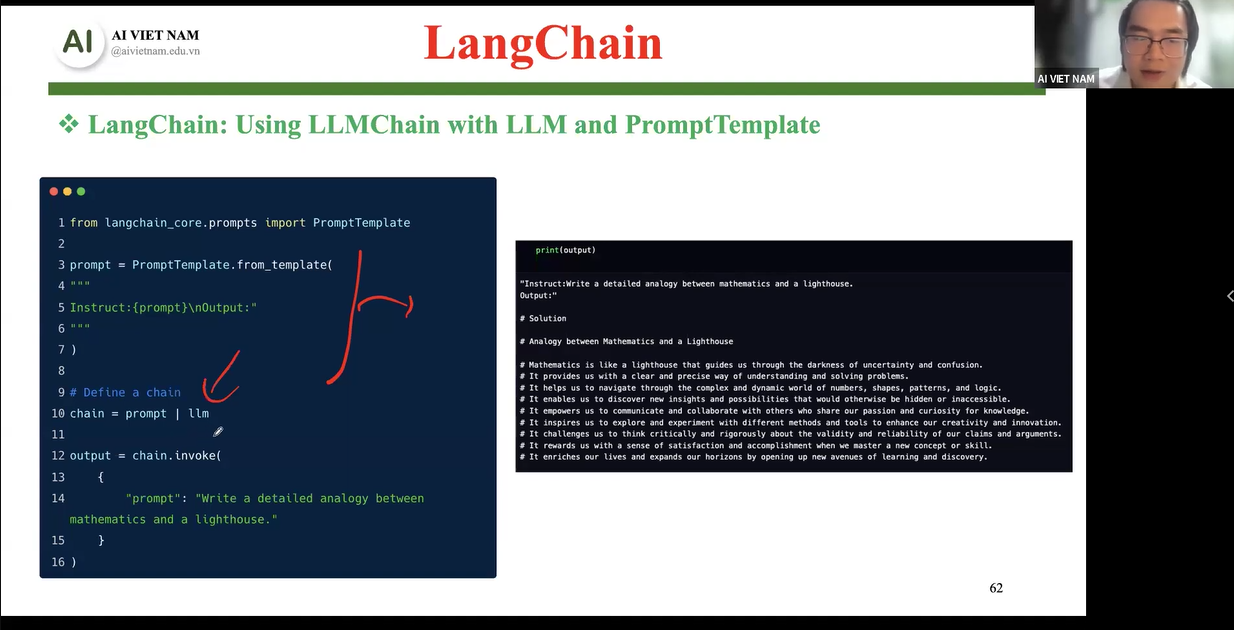 AI
AI VIET NAM
@aivietnam.edu.vn
LangChain
AI VIET NAM
❖ LangChain: Using LLMChain with LLM and PromptTemplate
1 from langchain_core.prompts import PromptTemplate
2
3 prompt = PromptTemplate.from_template(
4 """
5 Instruct:{prompt}\nOutput:"
6 """
7 )
8
9 # Define a chain
10 chain = prompt | llm
11
12 output = chain.invoke(
13 {
14 "prompt": "Write a detailed analogy between
mathematics and a lighthouse."
15 }
16 )
print(output)
"Instruct:Write a detailed analogy between mathematics and a lighthouse.
Output:"
# Solution
# Analogy between Mathematics and a Lighthouse
# Mathematics is like a lighthouse that guides us through the darkness of uncertainty and confusion.
# It provides us with a clear and precise way of understanding and solving problems.
# It helps us to navigate through the complex and dynamic world of numbers, shapes, patterns, and logic.
# It enables us to discover new insights and possibilities that would otherwise be hidden or inaccessible.
# It empowers us to communicate and collaborate with others who share our passion and curiosity for knowledge.
# It inspires us to explore and experiment with different methods and tools to enhance our creativity and innovation.
# It challenges us to think critically and rigorously about the validity and reliability of our claims and arguments.
# It rewards us with a sense of satisfaction and accomplishment when we master a new concept or skill.
# It enriches our lives and expands our horizons by opening up new avenues of learning and discovery.
62